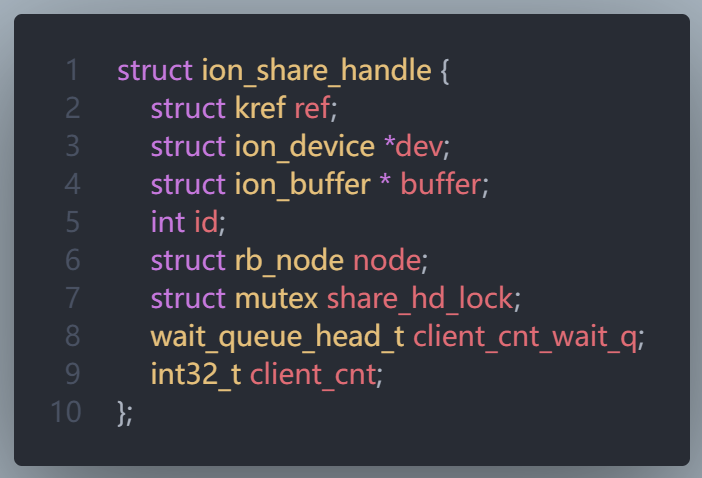 1 struct ion_share_handle {
2 struct kref ref;
3 struct ion_device *dev;
4 struct ion_buffer * buffer;
5 int id;
6 struct rb_node node;
7 struct mutex share_hd_lock;
8 wait_queue_head_t client_cnt_wait_q;
9 int32_t client_cnt;
10 };